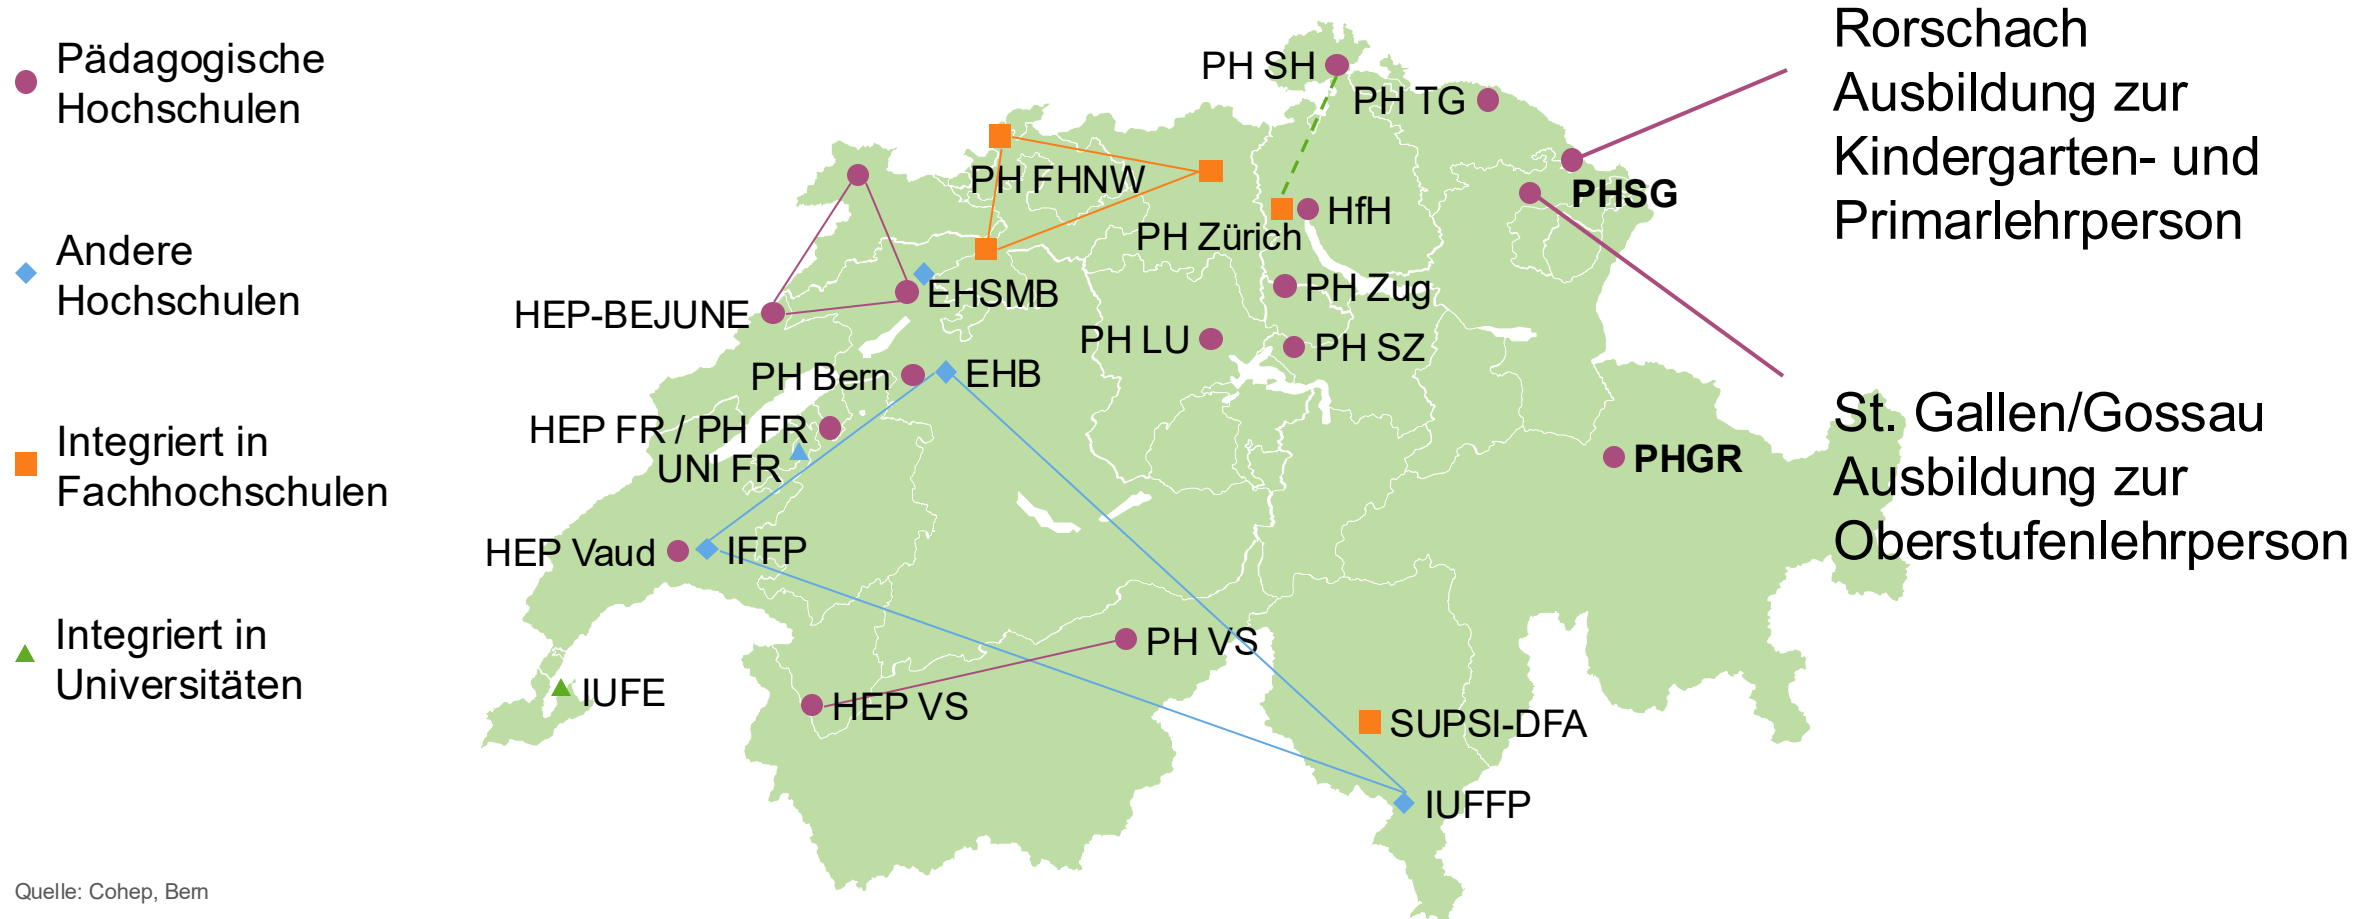 Pädagogische
Hochschulen
Andere
Hochschulen
Integriert in
Fachhochschulen
Integriert in
Universitäten
Quelle: Cohep, Bern
PH SH
PH TG
PH FHNW
PHSG
HfH
PH Zürich
EHSMB
PH Zug
HEP-BEJUNE
PH LU
PH SZ
PH Bern
EHB
HEP FR / PH FR
UNI FR
PHGR
HEP Vaud
IFFP
PH VS
IUFE
HEP VS
SUPSI-DFA
IUFFP
Rorschach
Ausbildung zur
Kindergarten- und
Primarlehrperson
St. Gallen/Gossau
Ausbildung zur
Oberstufenlehrperson